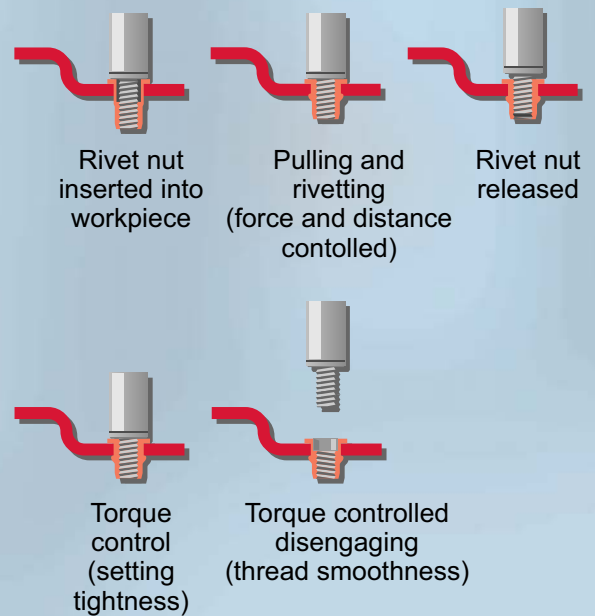 Rivet nut
inserted into
workpiece
Pulling and
rivetting
(force and distance
contolled)
Rivet nut
released
Torque
control
(setting
tightness)
Torque controlled
disengaging
(thread smoothness)